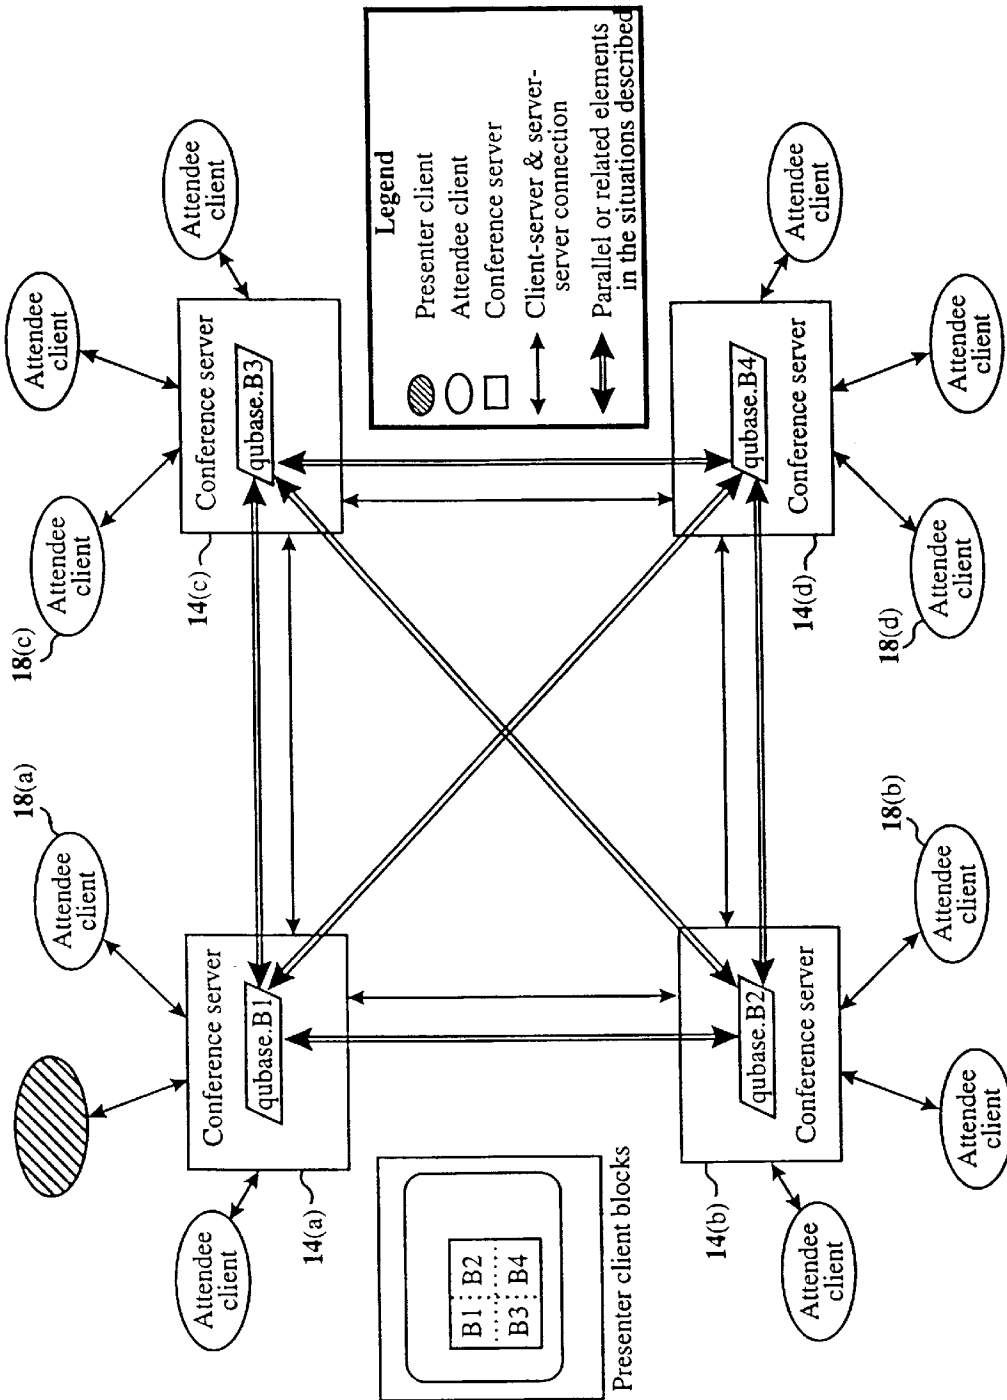 Attendee
client
18(a)
Attendee
client
18(c)
Attendee
client
Attendee
client
Attendee
client
Conference server
qubase.B1
14(a)
Conference server
qubase.B3
14(c)
Attendee
client
B1
B2
B3
B4
Presenter client blocks
Legend
Presenter client
Attendee client
Conference server
Client-server & server-
server connection
Parallel or related elements
in the situations described
14(b)
qubase.B2
Conference server
14(d)
qubase.B4
Conference server
Attendee
client
Attendee
client
Attendee
client
18(b)
Attendee
client
18(d)
Attendee
client
Attendee
client